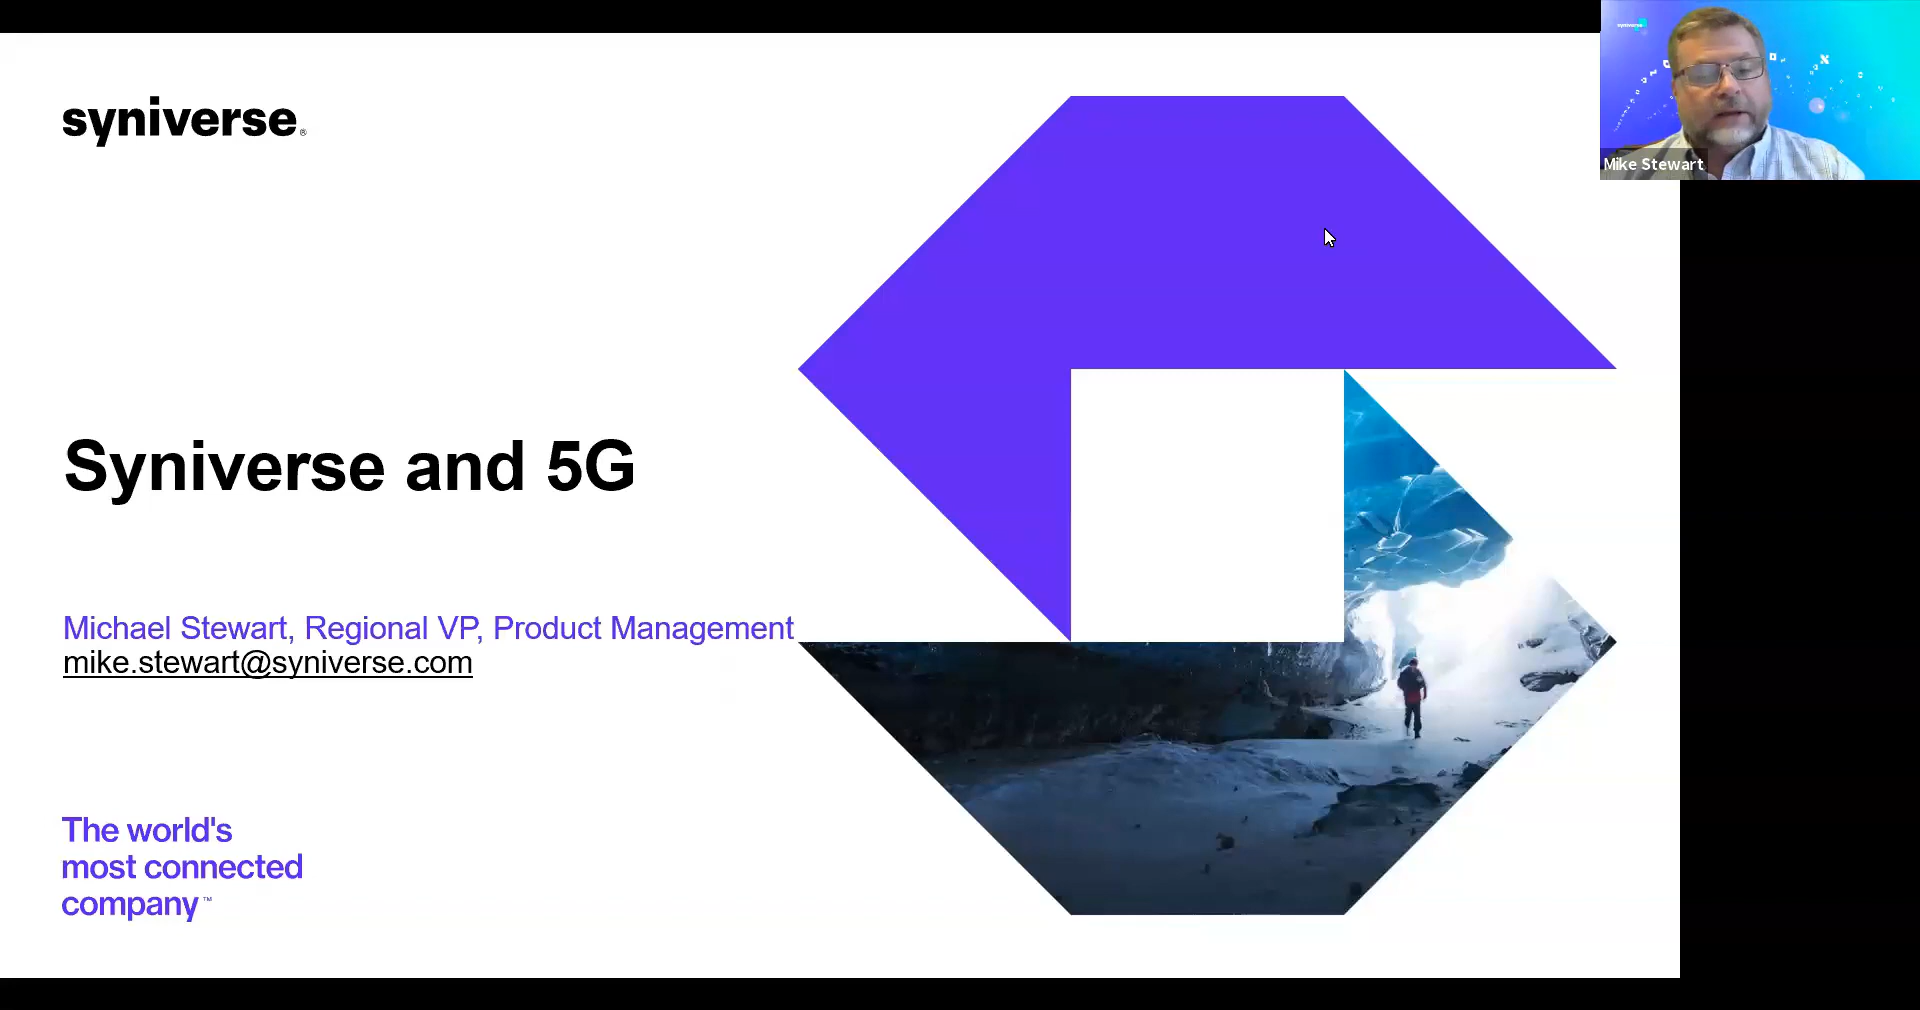 syniverse®
Syniverse and 5G
Michael Stewart, Regional VP, Product Management
mike.stewart@syniverse.com
The world's
most connected
company™
syniverse
Mike Stewart